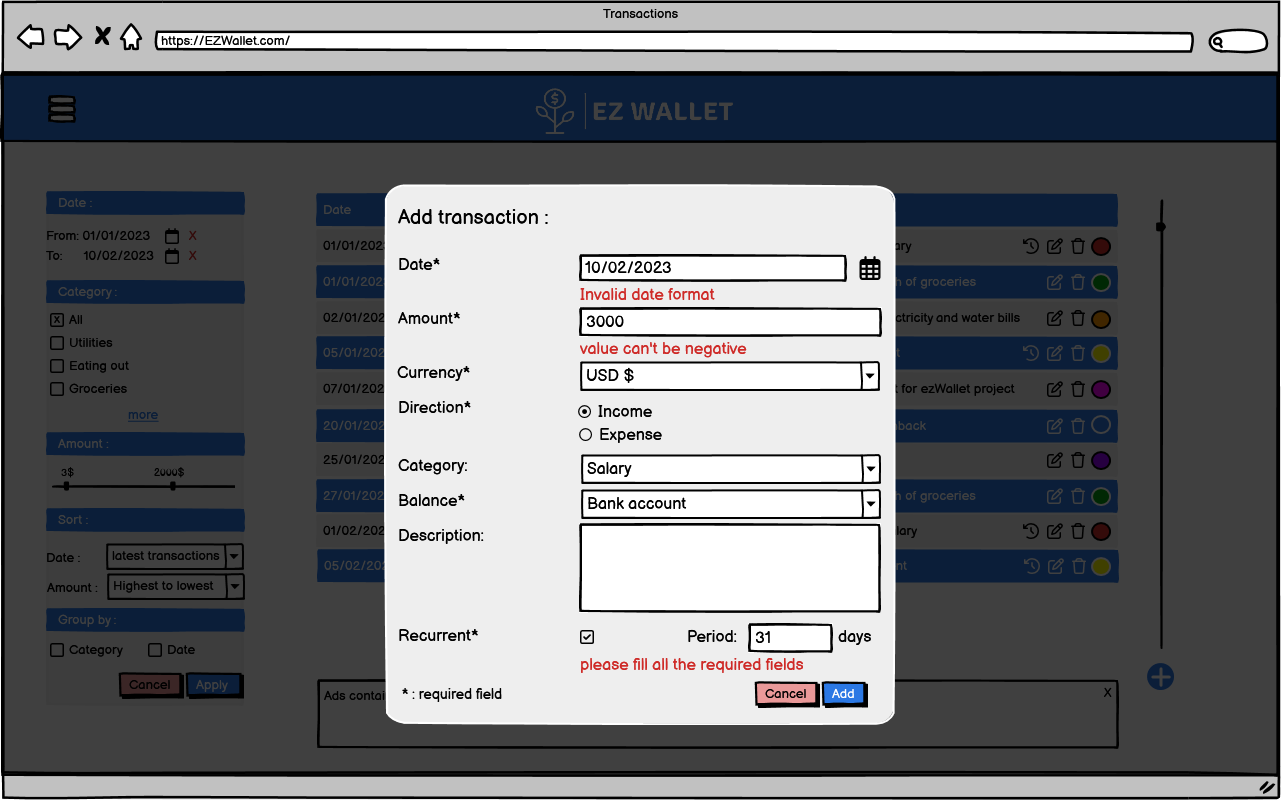 Transactions
https://EZWallet.com/
$
EZ WALLET
Date :
From: 01/01/2023 X
To: 10/02/2023 X
Category :
X All
Utilities
Eating out
Groceries
more
Amount :
3$ 2000$
Sort :
Date : latest transactions
Amount : Highest to lowest
Group by :
Category Date
Cancel Apply
Date
01/01/202 ary
01/01/202 h of groceries
02/01/202 ctricity and water bills
05/01/202 t
07/01/202 t for ezWallet project
20/01/202 back
25/01/202
27/01/202 h of groceries
01/02/202 lary
05/02/202 nt
Ads contai X
Add transaction :
Date* 10/02/2023
Invalid date format
Amount* 3000
value can't be negative
Currency* USD $
Direction* Income
Expense
Category: Salary
Balance* Bank account
Description:
Recurrent* Period: 31 days
please fill all the required fields
* : required field Cancel Add